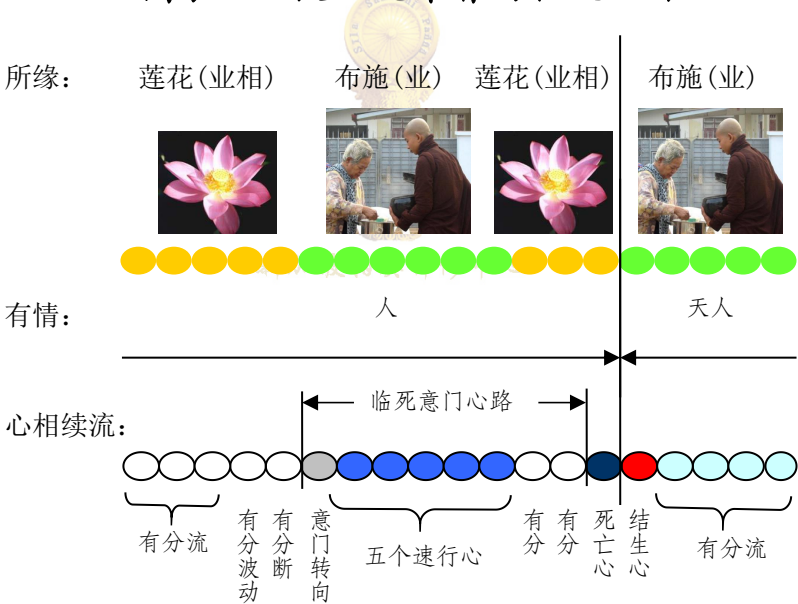 所缘：
莲花(业相)
布施(业)
莲花(业相)
布施(业)
有情：
人
天人
心相续流：
临死意门心路
有分流
有分波动
有分断
意门转向
五个速行心
有分
有分
死亡心
结生心
有分流